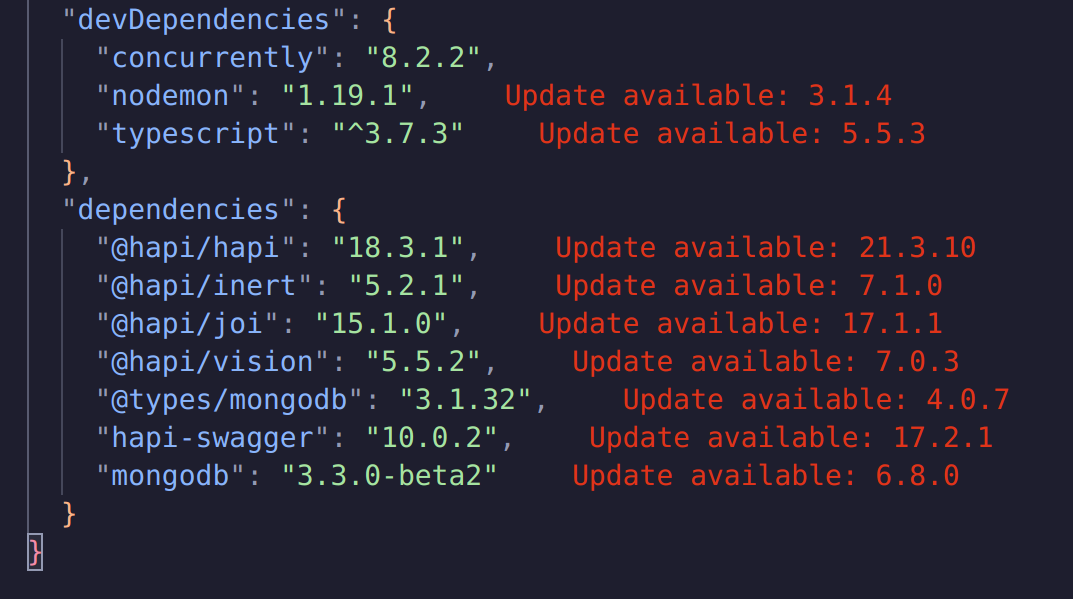 "devDependencies": {
"concurrently": "8.2.2",
"nodemon": "1.19.1", Update available: 3.1.4
"typescript": "^3.7.3" Update available: 5.5.3
},
"dependencies": {
"@hapi/hapi": "18.3.1", Update available: 21.3.10
"@hapi/inert": "5.2.1", Update available: 7.1.0
"@hapi/joi": "15.1.0", Update available: 17.1.1
"@hapi/vision": "5.5.2", Update available: 7.0.3
"@types/mongodb": "3.1.32", Update available: 4.0.7
"hapi-swagger": "10.0.2", Update available: 17.2.1
"mongodb": "3.3.0-beta2" Update available: 6.8.0
}
}